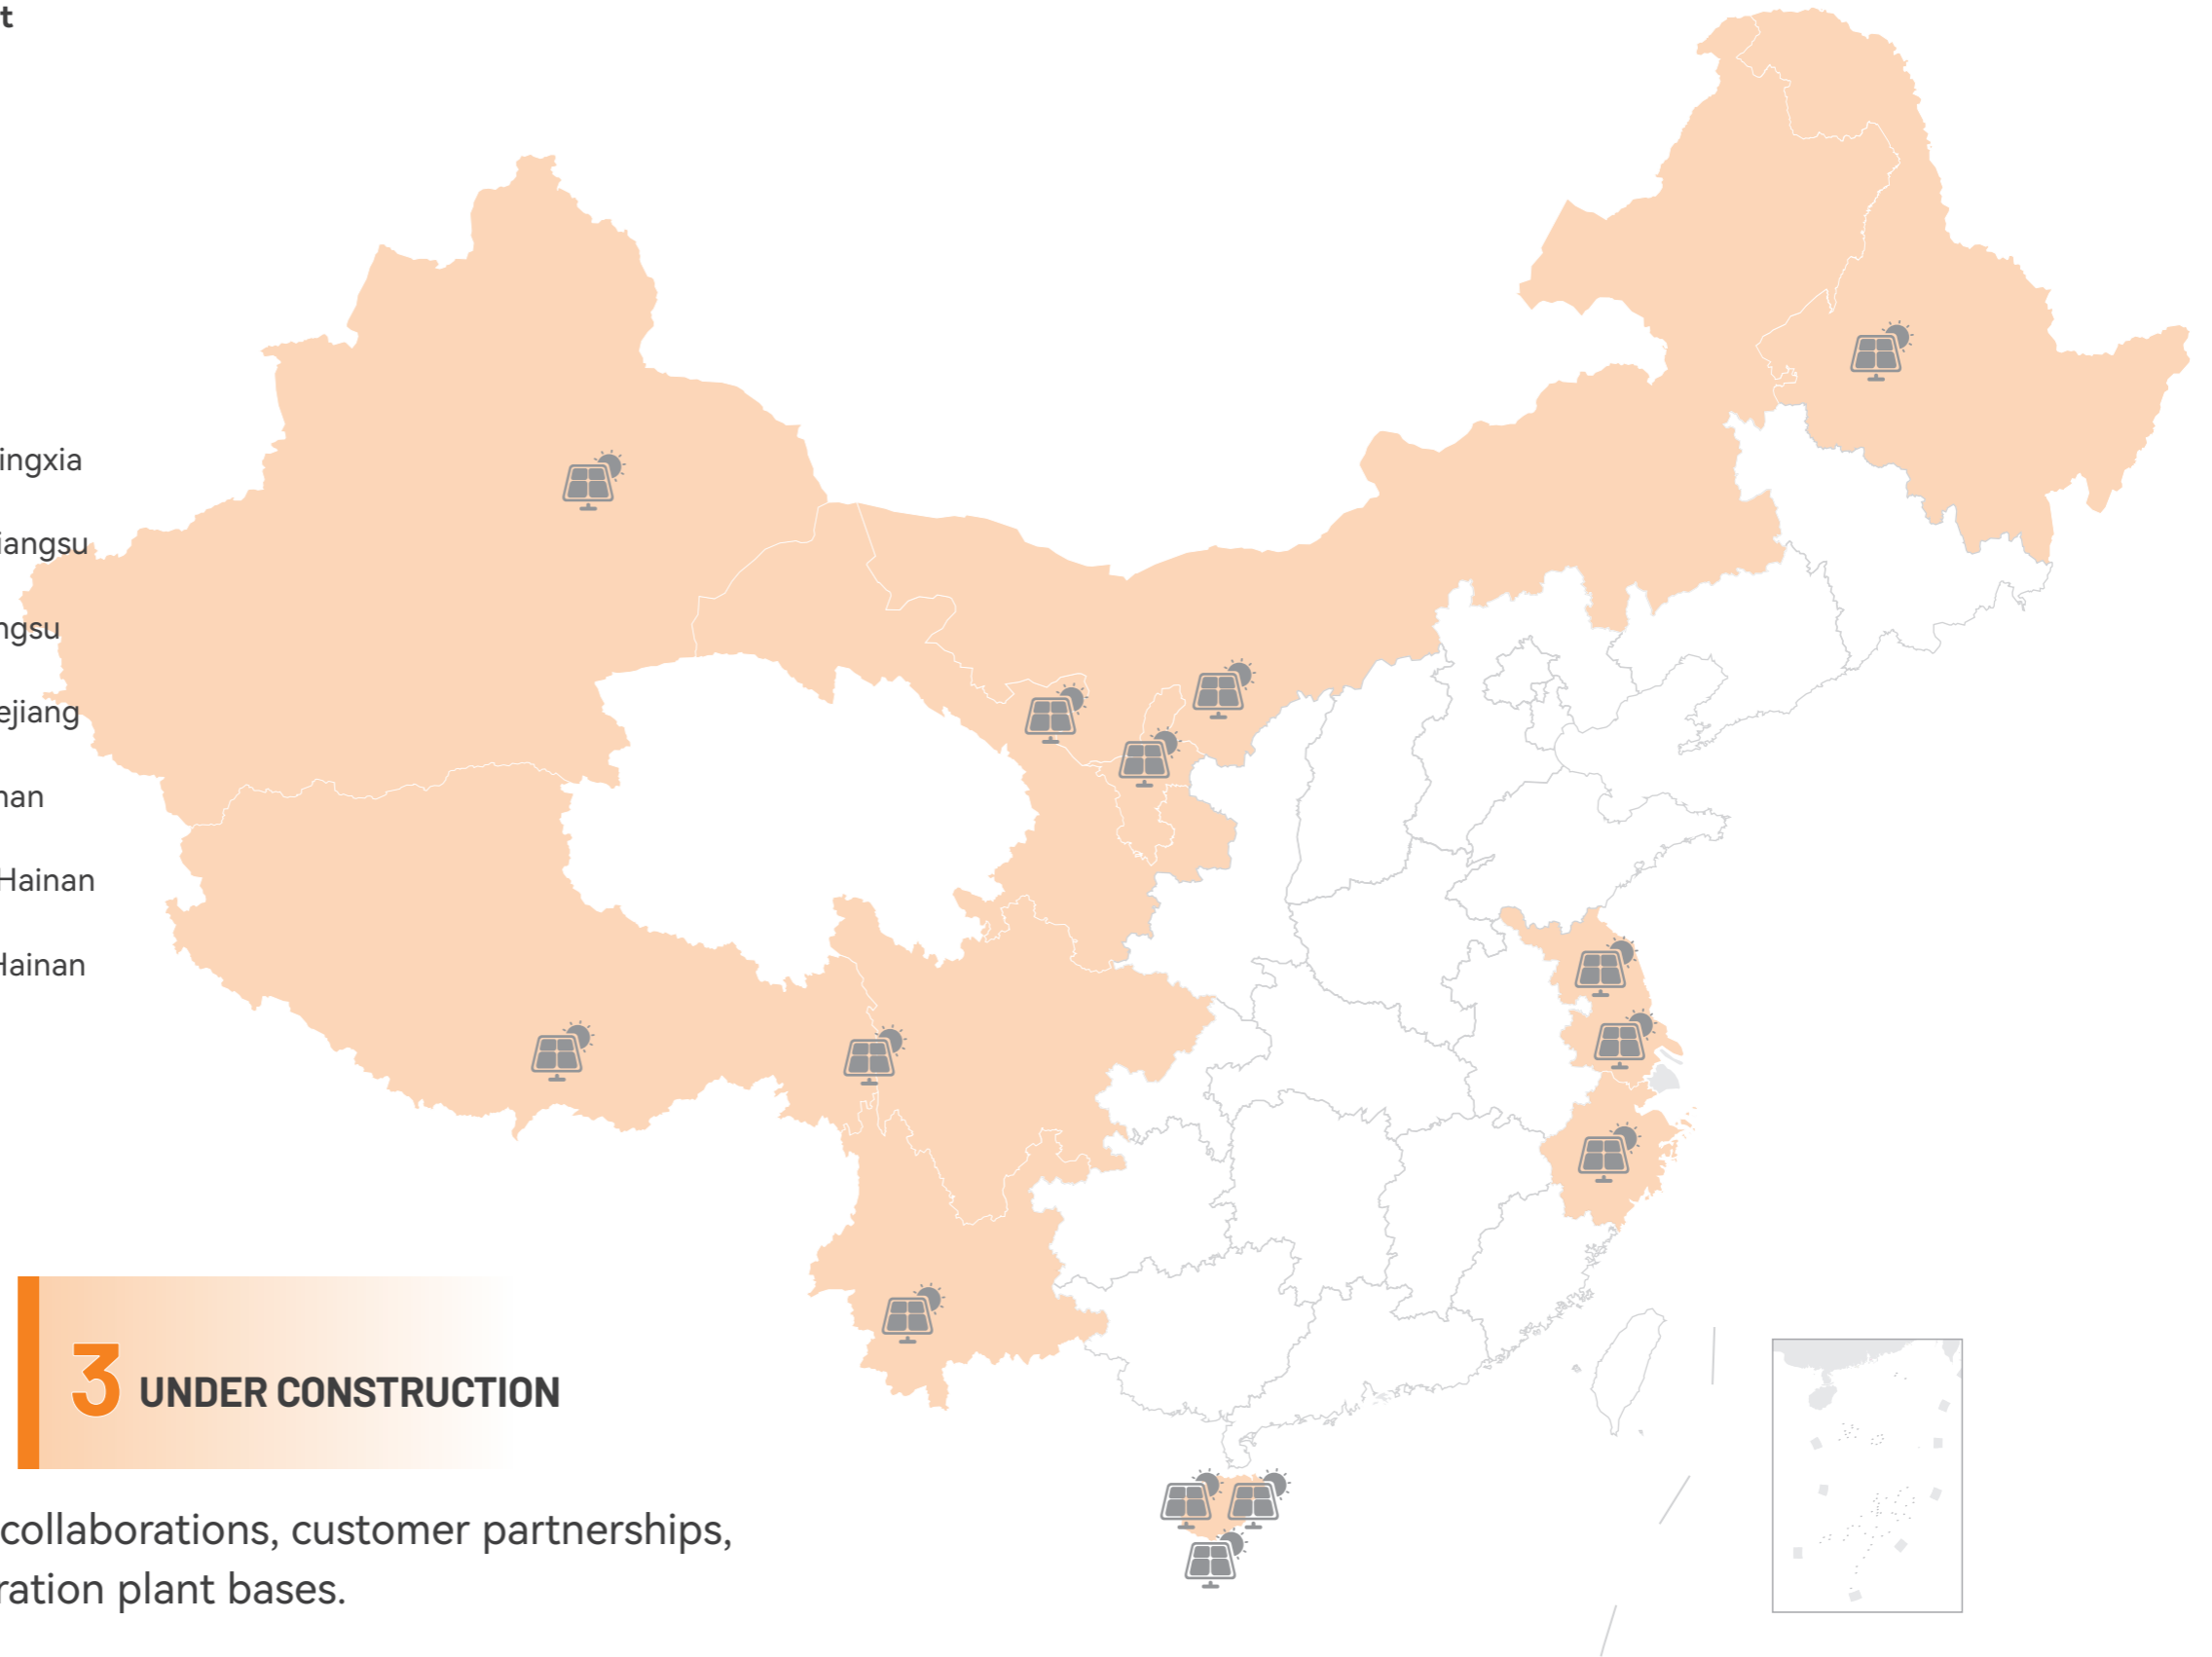 t
ingxia
iangsu
ngsu
ejiang
nan
Hainan
Hainan
3 UNDER CONSTRUCTION
collaborations, customer partnerships,
ration plant bases.